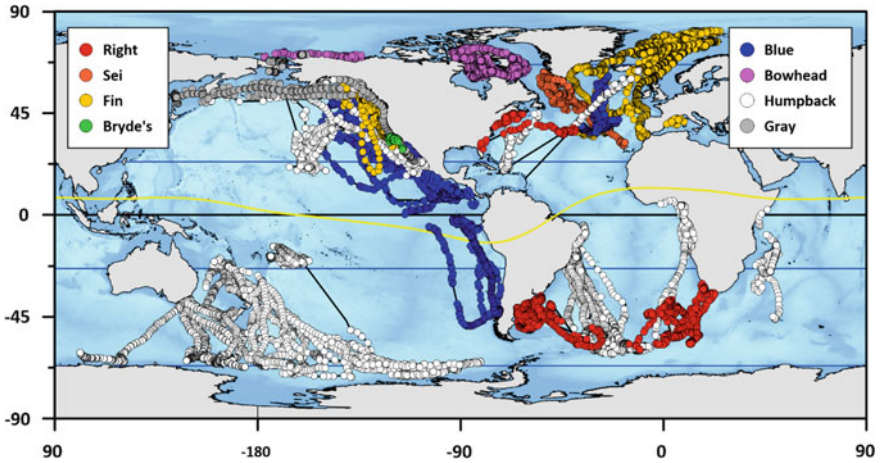 90
45
0
-45
-90
Right
Sei
Fin
Bryde's
Blue
Bowhead
Humpback
Gray
90 -180 -90 0 90